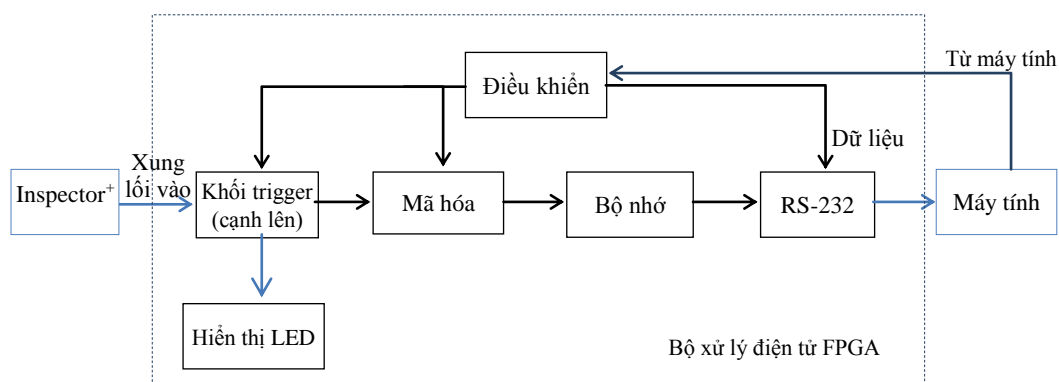 Từ máy tính
Điều khiển
Dữ liệu
Xung
lối vào
Inspector⁺
Khối trigger
(cạnh lên)
Mã hóa
Bộ nhớ
RS-232
Máy tính
Hiển thị LED
Bộ xử lý điện tử FPGA